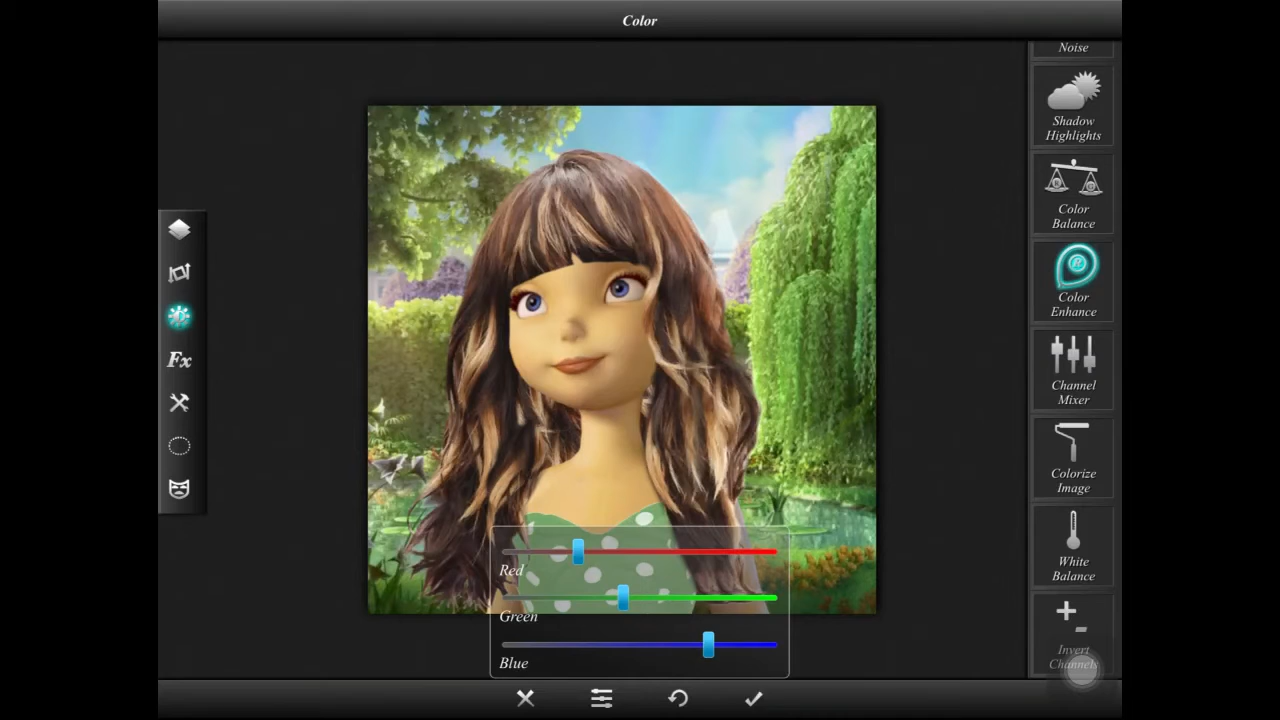 Color
Noise
Shadow
Highlights
Color
Balance
Color
Enhance
Channel
Mixer
Colorize
Image
White
Balance
Invert
Channels
Fx
Red
Green
Blue